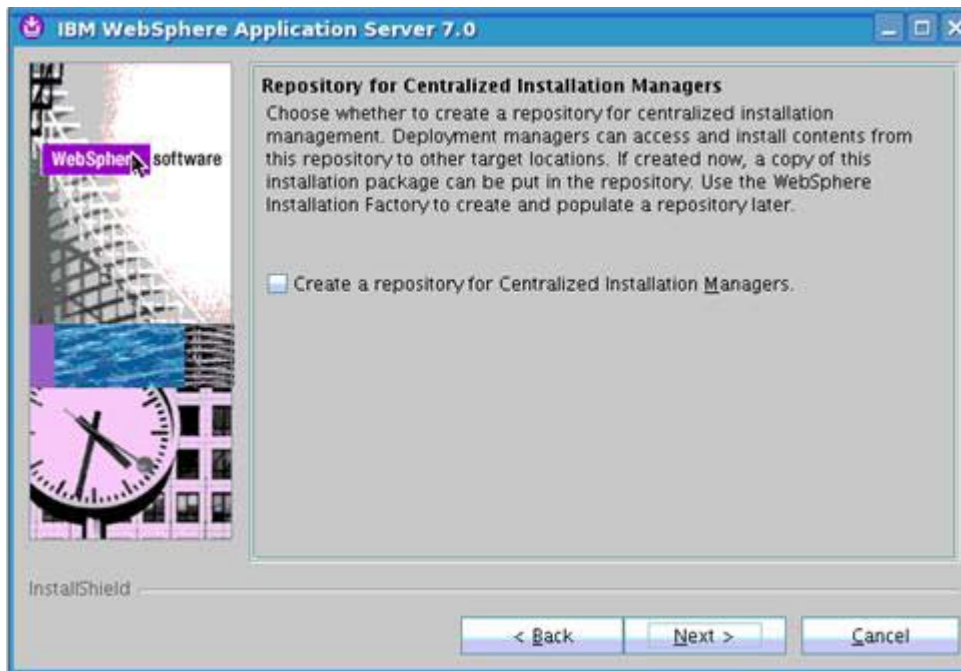 IBM WebSphere Application Server 7.0
WebSphere software
Repository for Centralized Installation Managers
Choose whether to create a repository for centralized installation
management. Deployment managers can access and install contents from
this repository to other target locations. If created now, a copy of this
installation package can be put in the repository. Use the WebSphere
Installation Factory to create and populate a repository later.
Create a repository for Centralized Installation Managers.
InstallShield
< Back
Next >
Cancel